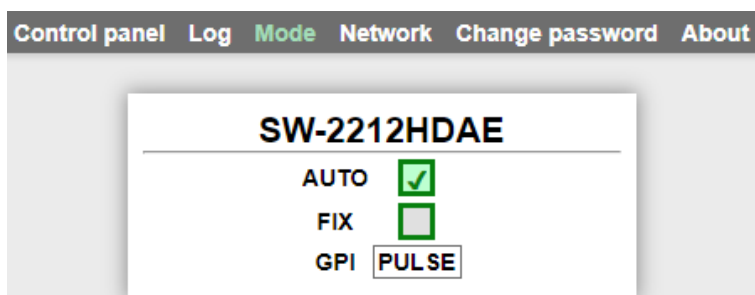 Control panel Log Mode Network Change password About
SW-2212HDAE
AUTO
FIX
GPI PULSE